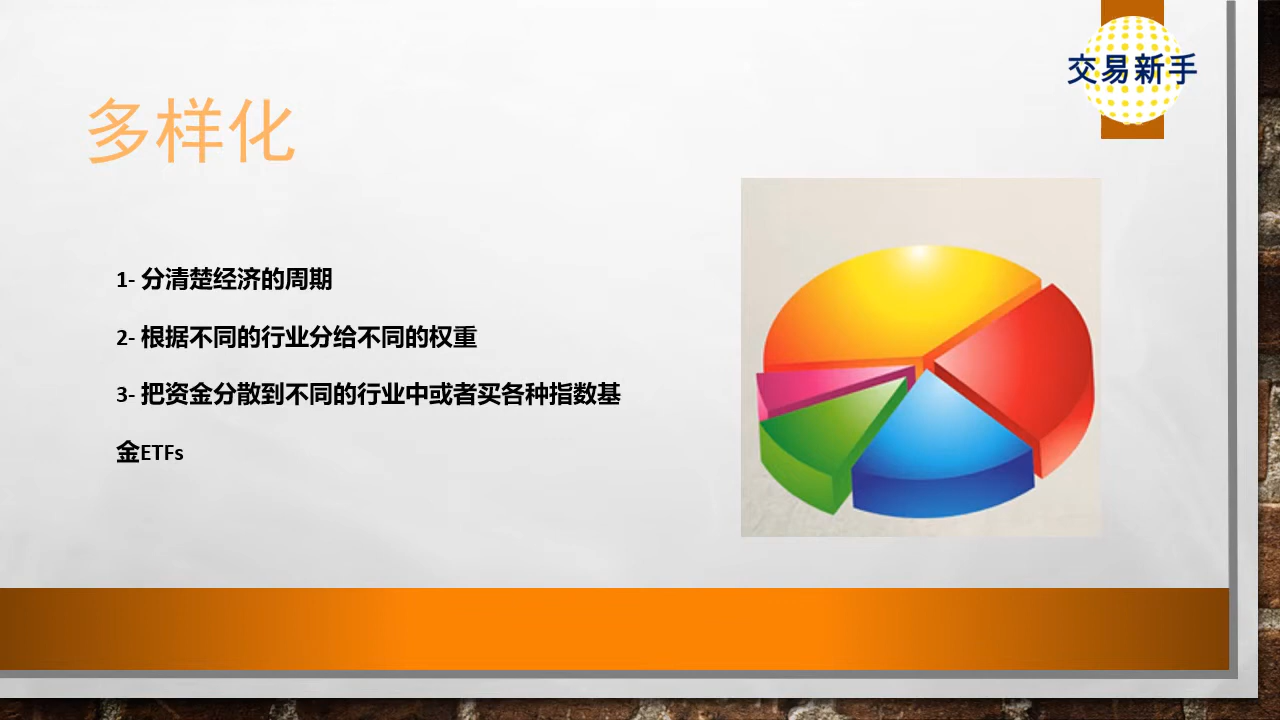 交易新手
多样化
1- 分清楚经济的周期
2- 根据不同的行业分给不同的权重
3- 把资金分散到不同的行业中或者买各种指数基
金ETFs